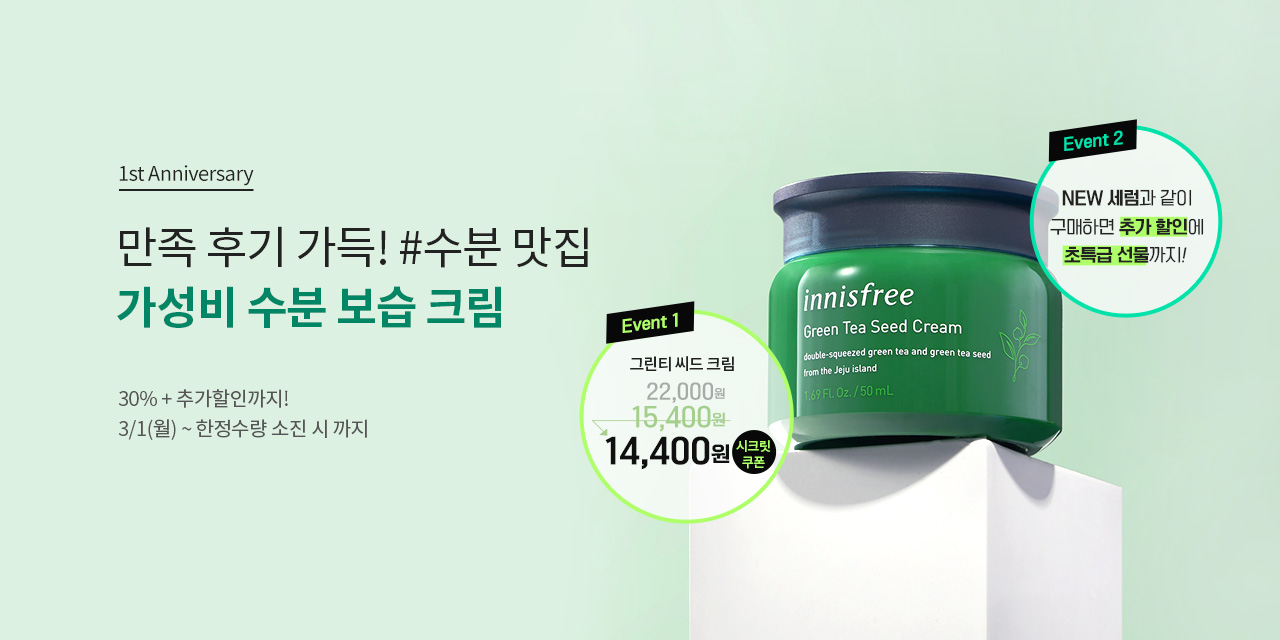 1st Anniversary
만족 후기 가득! #수분 맛집
가성비 수분 보습 크림
30% + 추가할인까지!
3/1(월) ~ 한정수량 소진 시 까지
Event 1
그린티 씨드 크림
22,000원
15,400원
14,400원
시크릿
쿠폰
innisfree
Green Tea Seed Cream
double-squeezed green tea and green tea seed
from the Jeju island
1.69 Fl. Oz. / 50 mL
Event 2
NEW 세럼과 같이
구매하면 추가 할인에
초특급 선물까지!